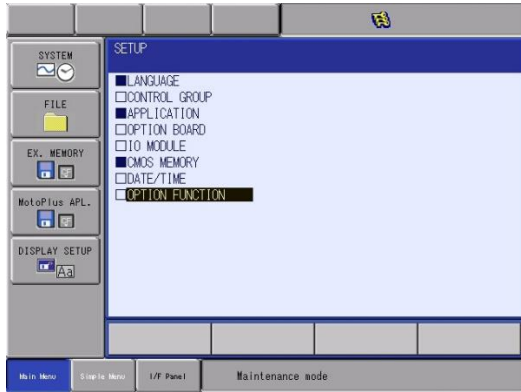 SYSTEM
FILE
EX. MEMORY
MotoPlus APL.
DISPLAY SETUP
Aa
SETUP
LANGUAGE
CONTROL GROUP
APPLICATION
OPTION BOARD
IO MODULE
CMOS MEMORY
DATE/TIME
OPTION FUNCTION
Main Menu
Simple Menu
I/F Panel
Maintenance mode